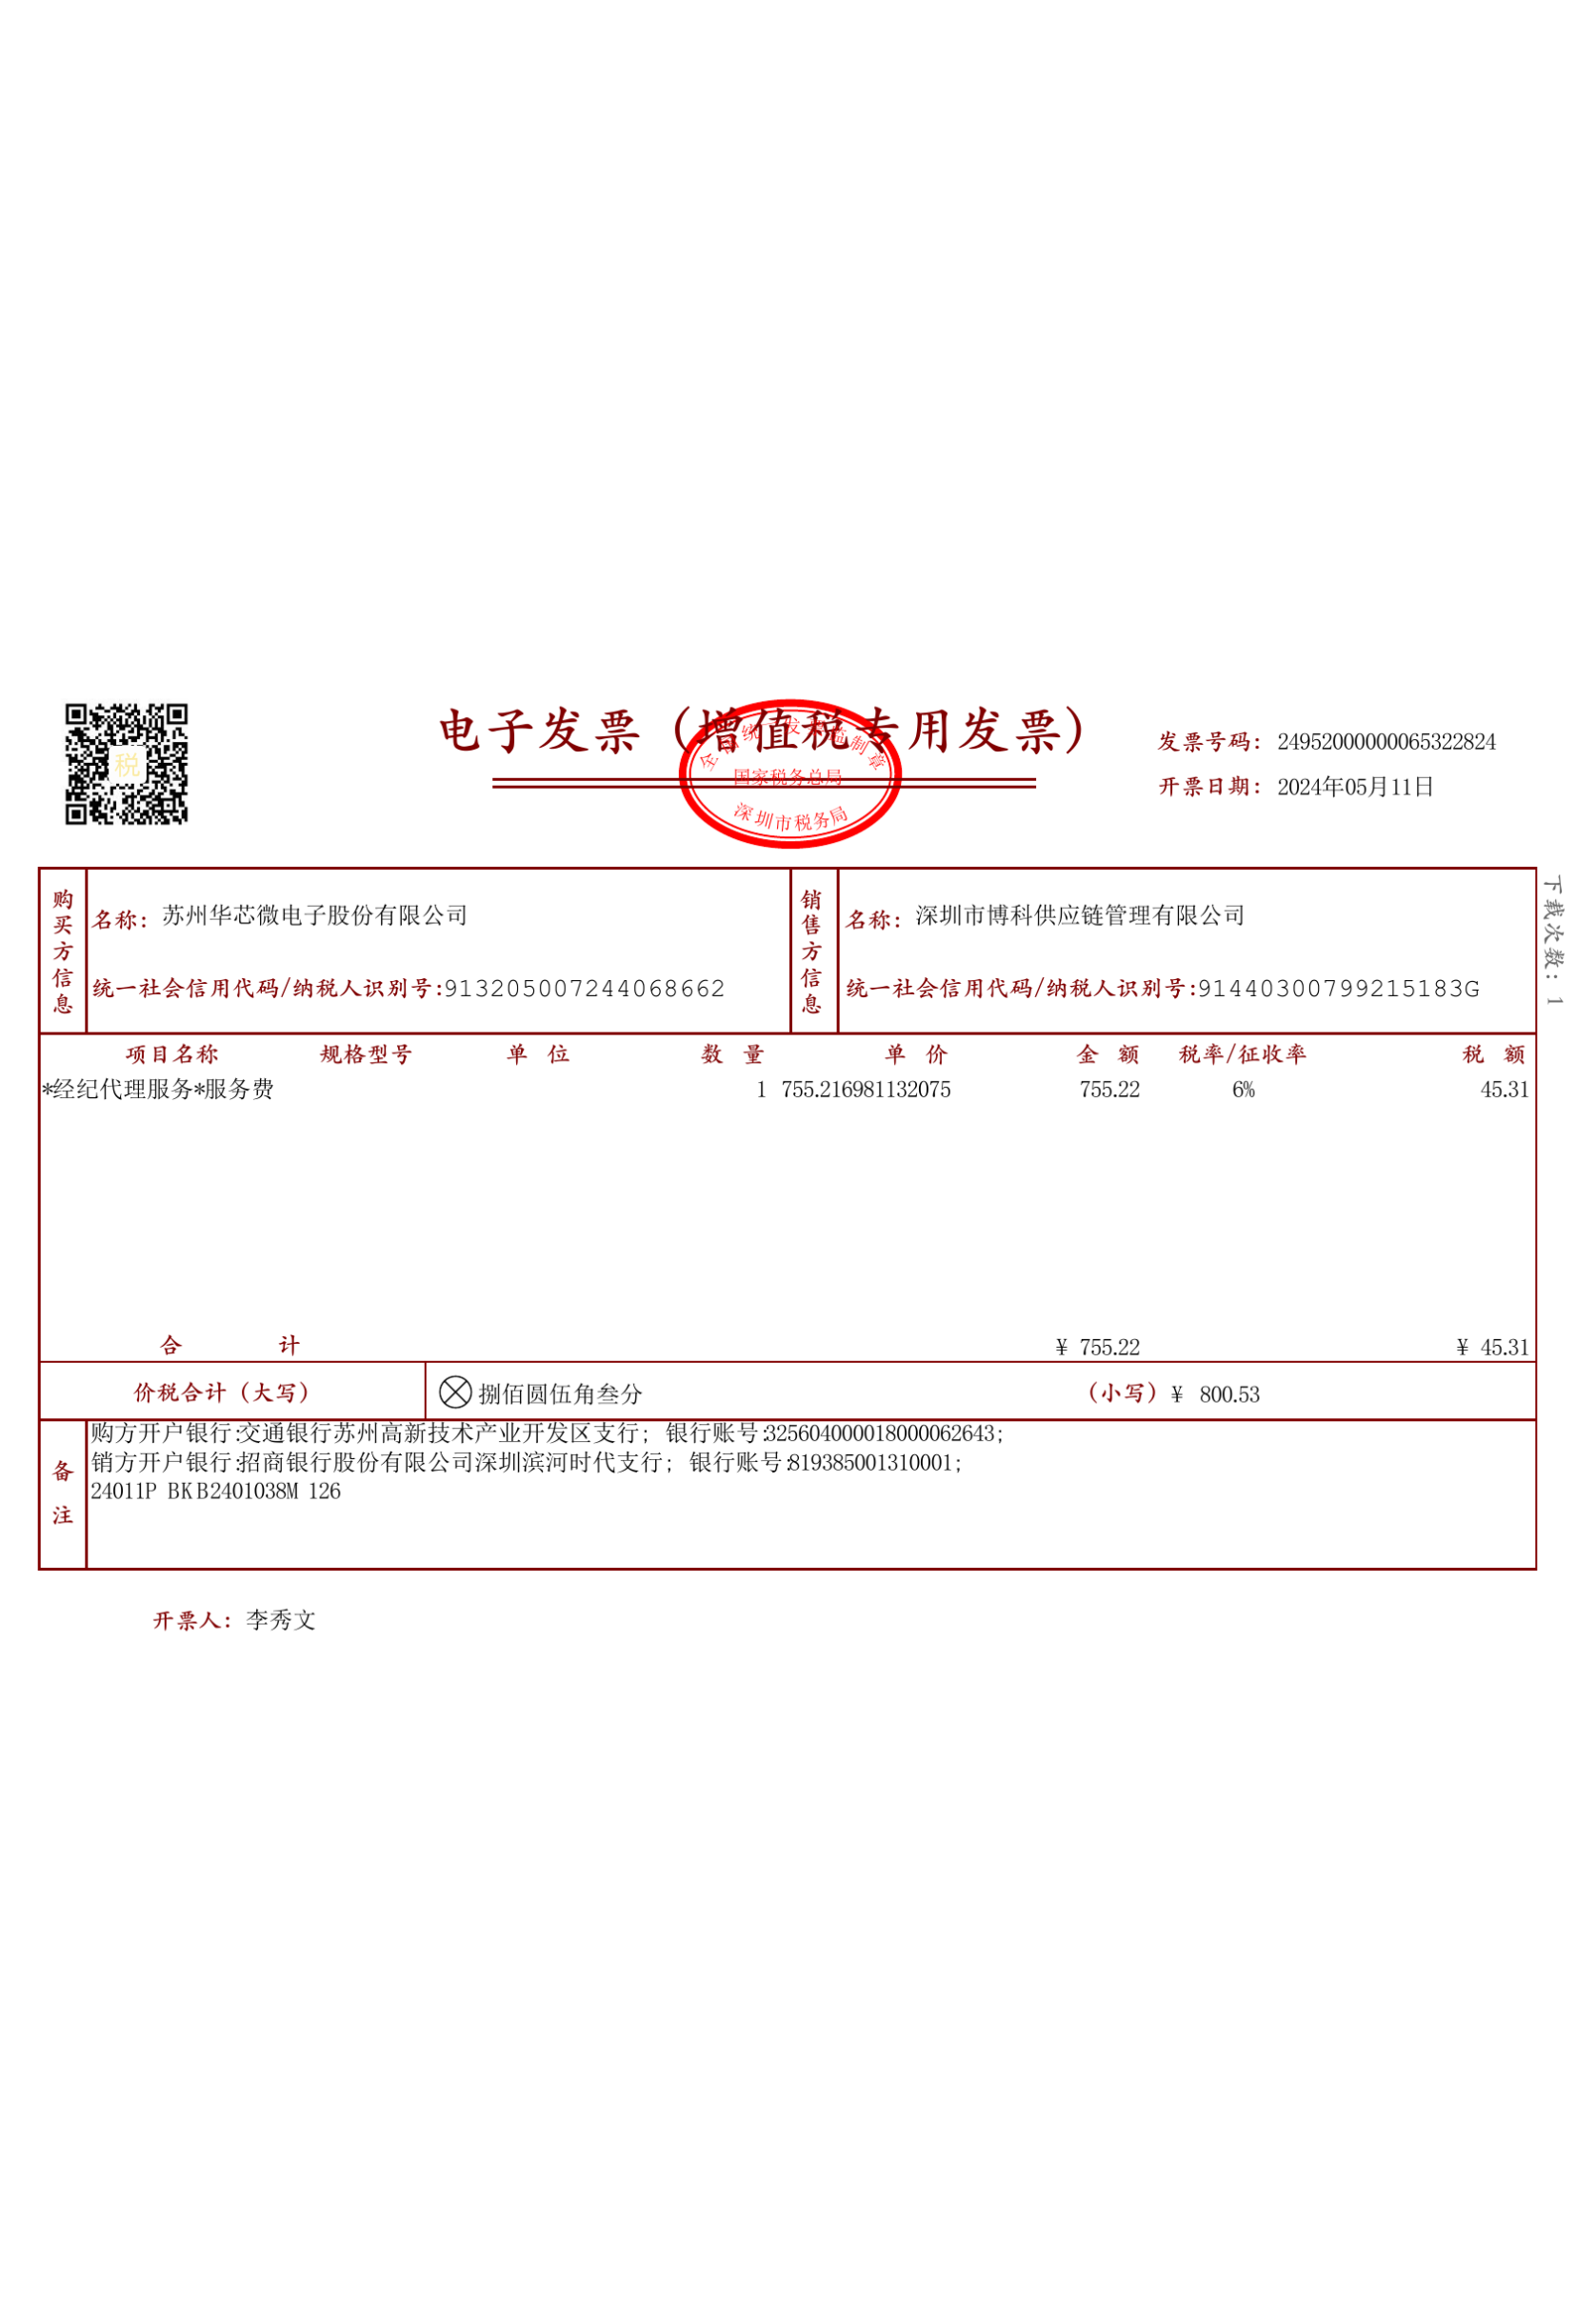 税
电子发票（增值税专用发票）
全国统一发票监制章
国家税务总局
深圳市税务局
发票号码：24952000000065322824
开票日期：2024年05月11日
下载次数：1
购买方信息
名称：苏州华芯微电子股份有限公司
统一社会信用代码/纳税人识别号:913205007244068662
销售方信息
名称：深圳市博科供应链管理有限公司
统一社会信用代码/纳税人识别号:91440300799215183G
项目名称 规格型号 单 位 数 量 单 价 金 额 税率/征收率 税 额
*经纪代理服务*服务费 1 755.216981132075 755.22 6% 45.31
合 计 ¥ 755.22 ¥ 45.31
价税合计（大写） 捌佰圆伍角叁分 （小写）¥ 800.53
备注
购方开户银行:交通银行苏州高新技术产业开发区支行； 银行账号:325604000018000062643；
销方开户银行:招商银行股份有限公司深圳滨河时代支行； 银行账号:819385001310001；
24011P BKB2401038M 126
开票人：李秀文